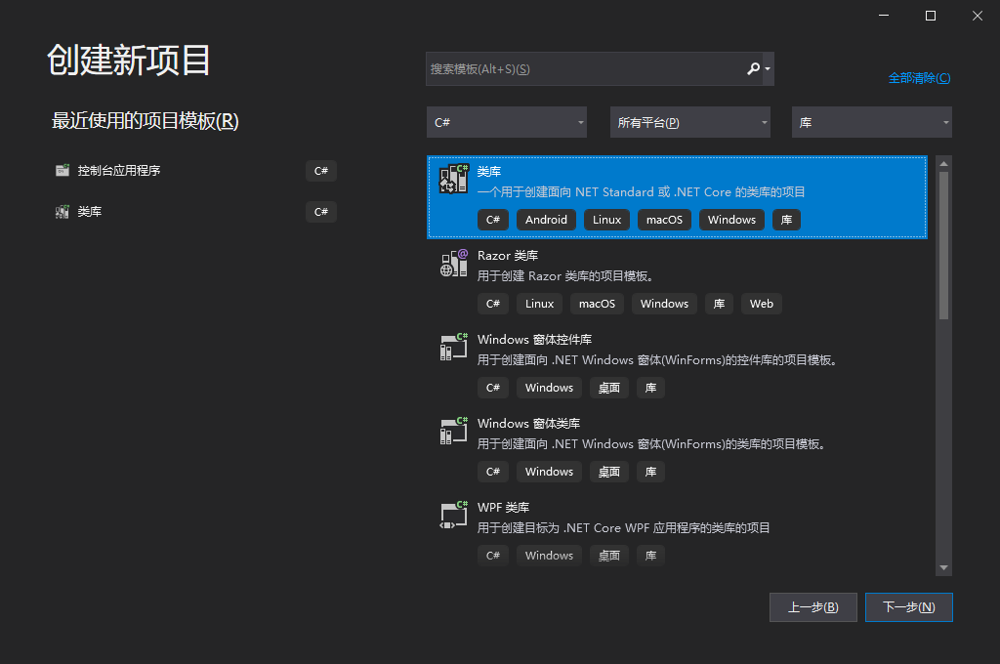 创建新项目
最近使用的项目模板(R)
控制台应用程序 C#
类库 C#
搜索模板(Alt+S)(S)
全部清除(C)
C# 所有平台(P) 库
类库
一个用于创建面向 .NET Standard 或 .NET Core 的类库的项目
C# Android Linux macOS Windows 库
Razor 类库
用于创建 Razor 类库的项目模板。
C# Linux macOS Windows 库 Web
Windows 窗体控件库
用于创建面向 .NET Windows 窗体(WinForms)的控件库的项目模板。
C# Windows 桌面 库
Windows 窗体类库
用于创建面向 .NET Windows 窗体(WinForms)的类库的项目模板。
C# Windows 桌面 库
WPF 类库
用于创建目标为 .NET Core WPF 应用程序的类库的项目
C# Windows 桌面 库
上一步(B) 下一步(N)